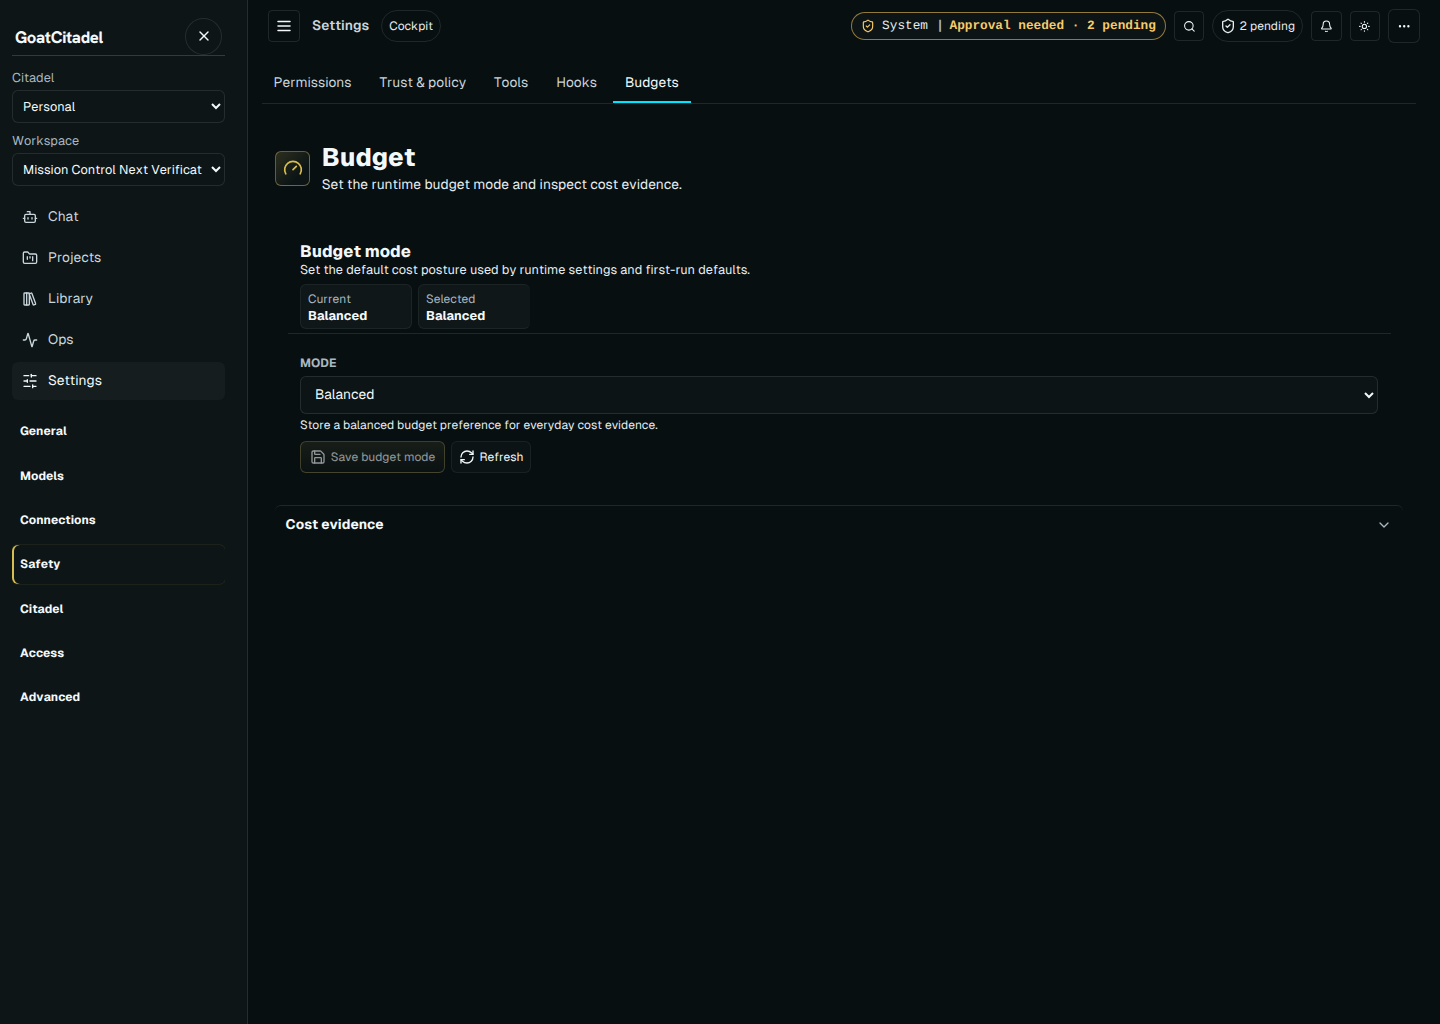 GoatCitadel
Citadel
Personal
Workspace
Mission Control Next Verificat
Chat
Projects
Library
Ops
Settings
General
Models
Connections
Safety
Citadel
Access
Advanced
Settings Cockpit System | Approval needed · 2 pending 2 pending
Permissions Trust & policy Tools Hooks Budgets
Budget
Set the runtime budget mode and inspect cost evidence.
Budget mode
Set the default cost posture used by runtime settings and first-run defaults.
Current Selected
Balanced Balanced
MODE
Balanced
Store a balanced budget preference for everyday cost evidence.
Save budget mode Refresh
Cost evidence